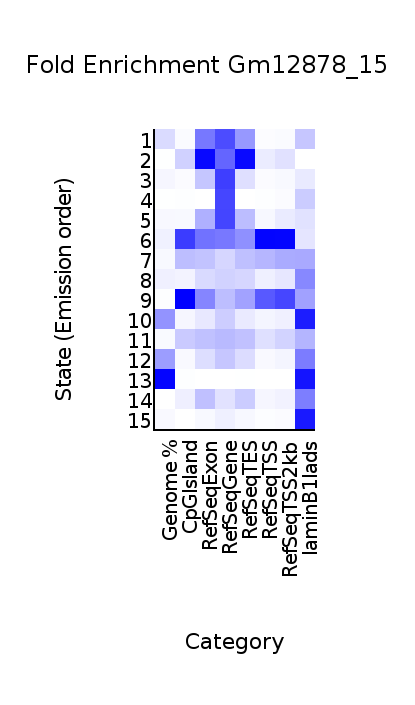 Fold Enrichment Gm12878_15
State (Emission order)
1
2
3
4
5
6
7
8
9
10
11
12
13
14
15
Genome %
CpGIsland
RefSeqExon
RefSeqGene
RefSeqTES
RefSeqTSS
RefSeqTSS2kb
laminB1lads
Category